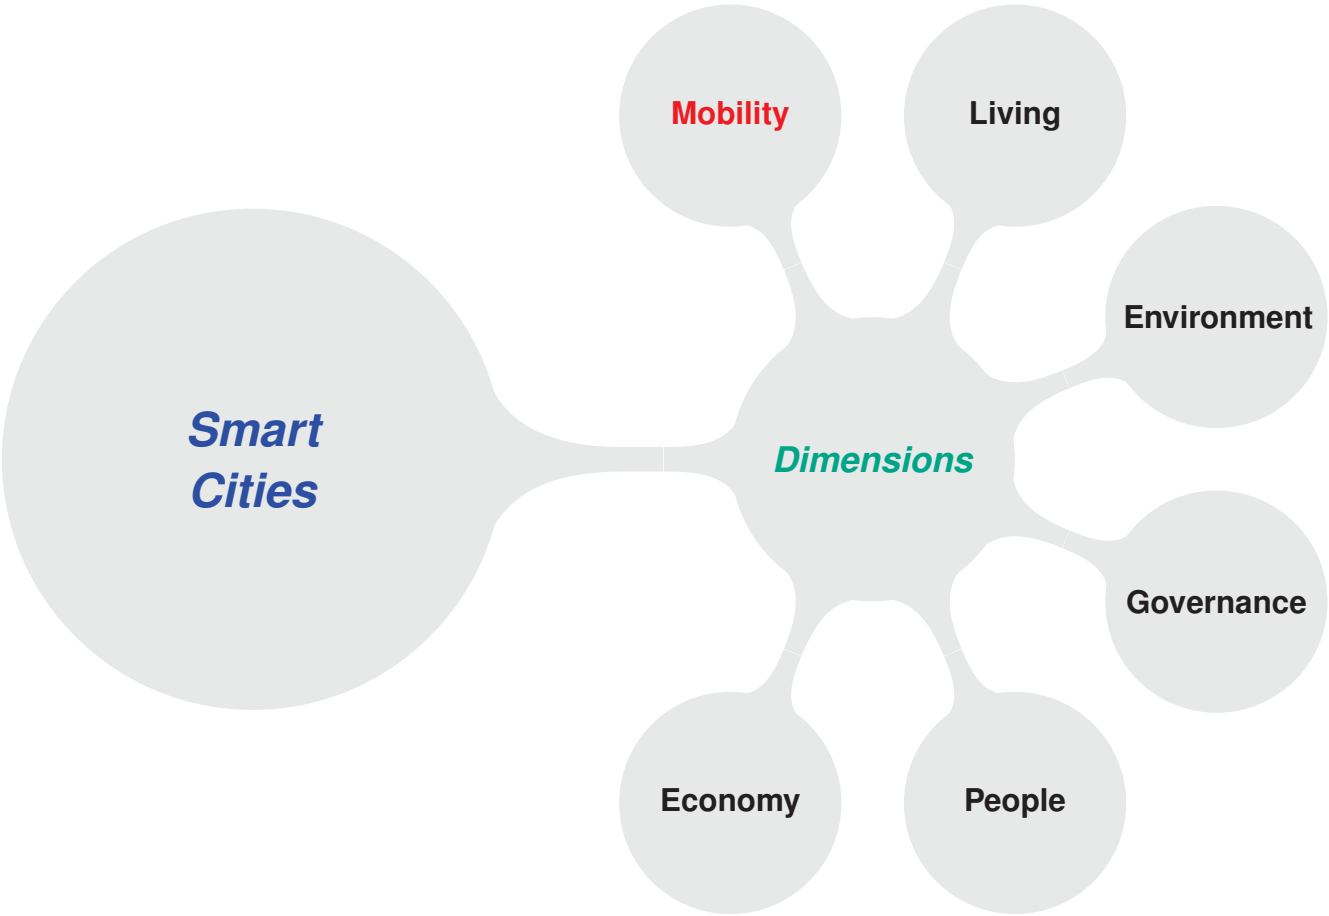 Mobility
Living
Environment
Smart
Cities
Dimensions
Governance
Economy
People